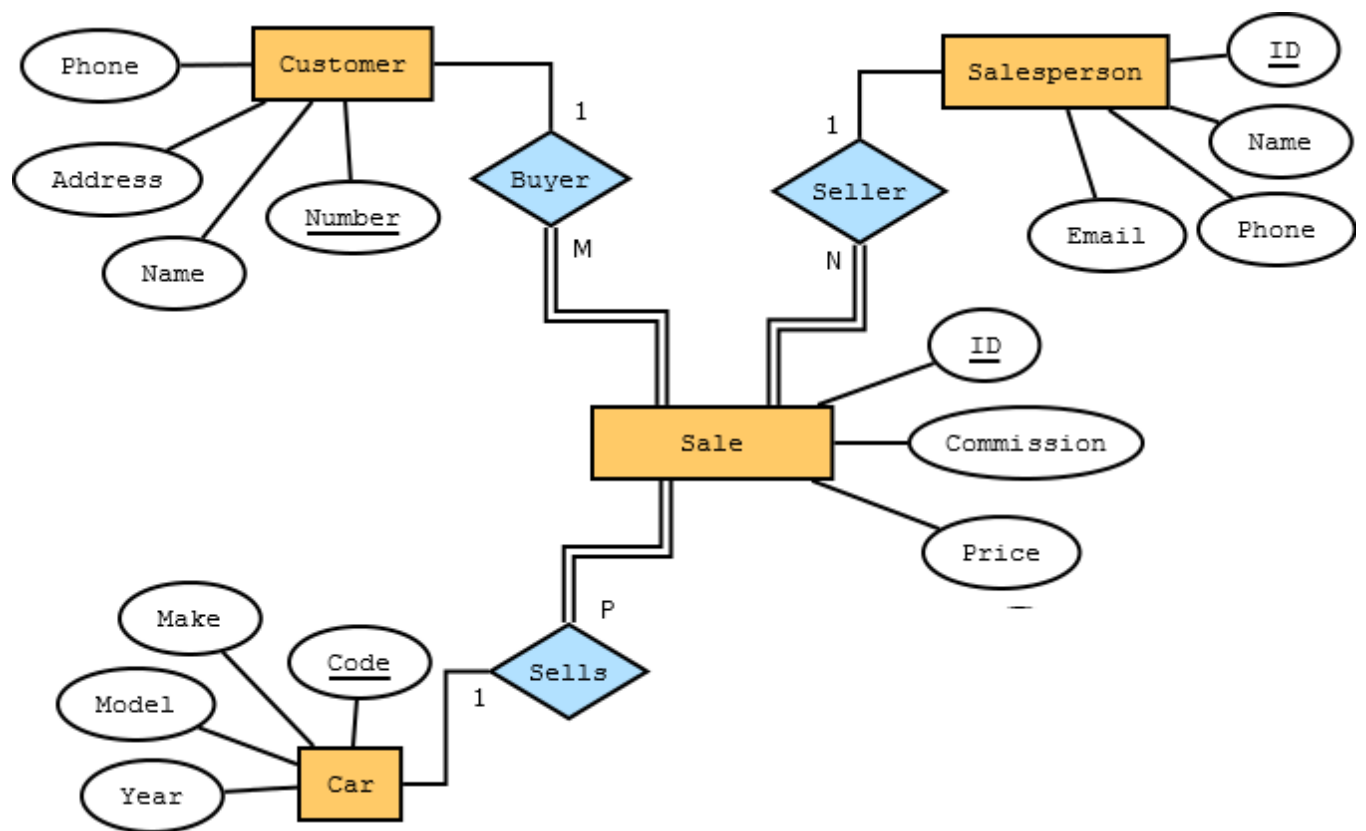 Customer
Salesperson
ID
Phone
1
1
Name
Address
Buyer
Seller
Number
Email
Phone
Name
M
N
ID
Sale
Commission
Price
Make
P
Code
Sells
Model
1
Car
Year